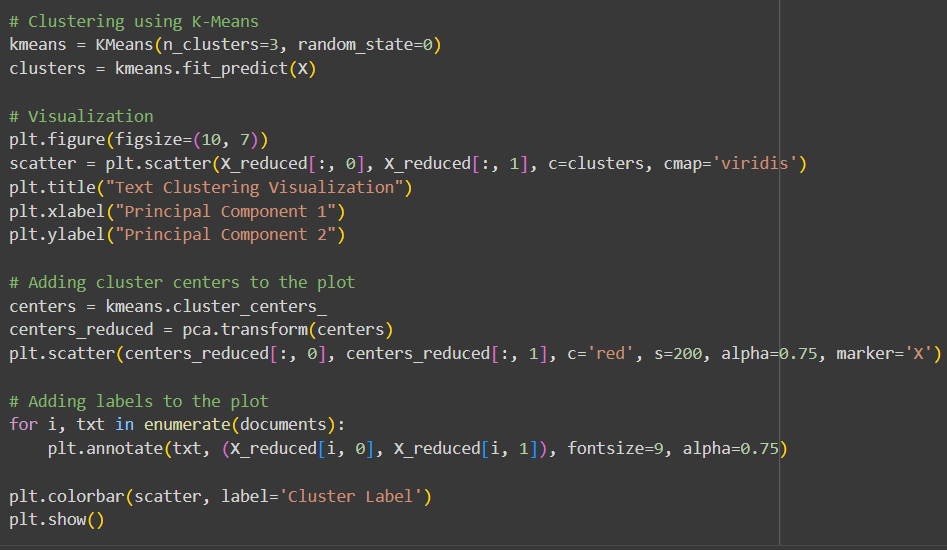 # Clustering using K-Means
kmeans = KMeans(n_clusters=3, random_state=0)
clusters = kmeans.fit_predict(X)

# Visualization
plt.figure(figsize=(10, 7))
scatter = plt.scatter(X_reduced[:, 0], X_reduced[:, 1], c=clusters, cmap='viridis')
plt.title("Text Clustering Visualization")
plt.xlabel("Principal Component 1")
plt.ylabel("Principal Component 2")

# Adding cluster centers to the plot
centers = kmeans.cluster_centers_
centers_reduced = pca.transform(centers)
plt.scatter(centers_reduced[:, 0], centers_reduced[:, 1], c='red', s=200, alpha=0.75, marker='X')

# Adding labels to the plot
for i, txt in enumerate(documents):
    plt.annotate(txt, (X_reduced[i, 0], X_reduced[i, 1]), fontsize=9, alpha=0.75)

plt.colorbar(scatter, label='Cluster Label')
plt.show()